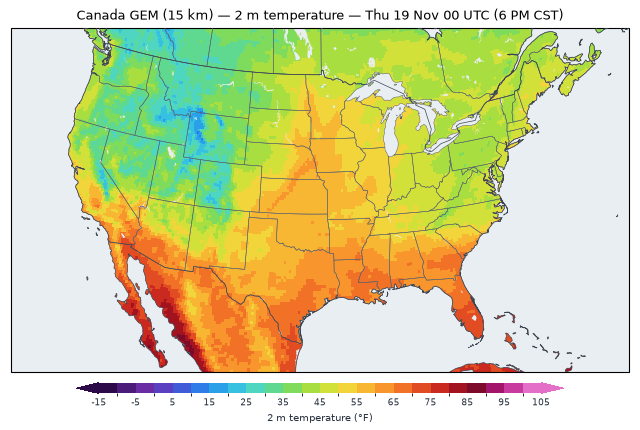 Canada GEM (15 km) — 2 m temperature — Thu 19 Nov 00 UTC (6 PM CST)
-15 -5 5 15 25 35 45 55 65 75 85 95 105
2 m temperature (°F)